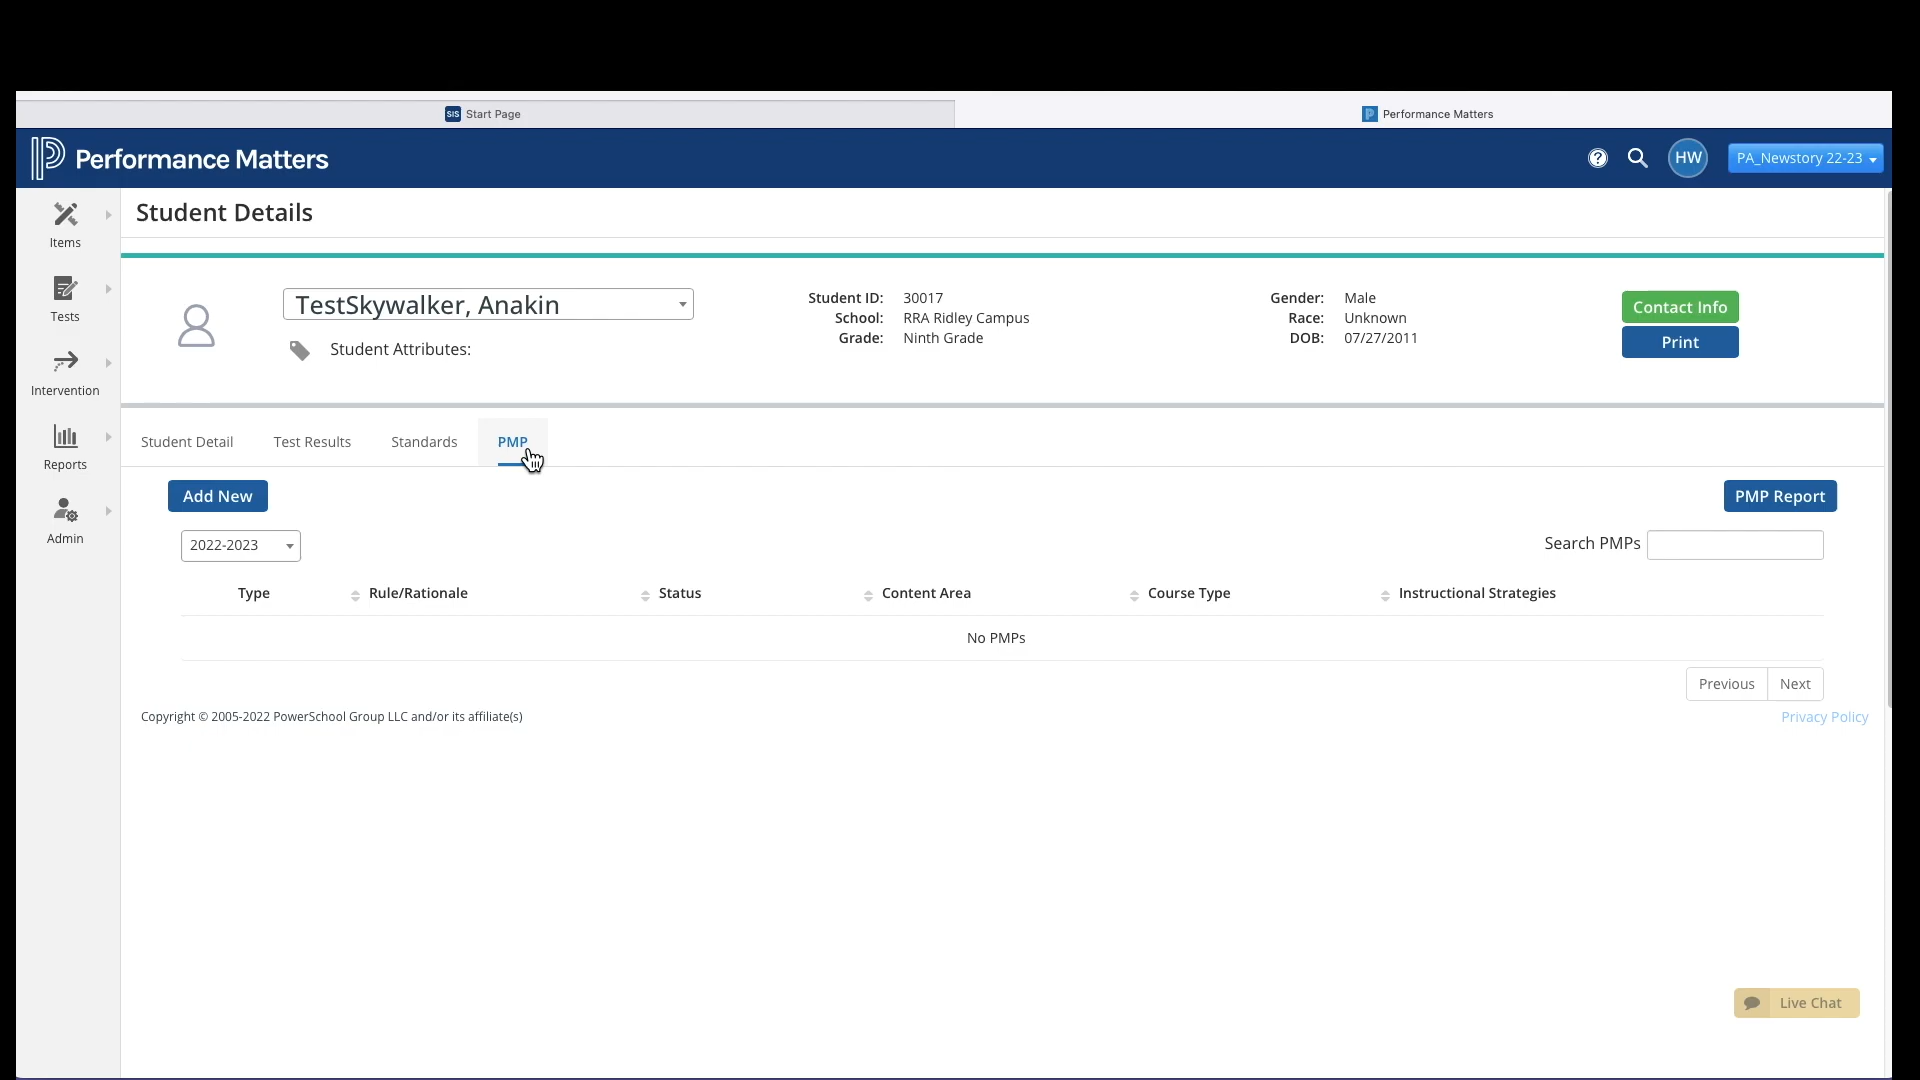 SIS Start Page
Performance Matters
Performance Matters
? HW PA_Newstory 22-23
Items
Tests
Intervention
Reports
Admin
Student Details
TestSkywalker, Anakin
Student Attributes:
Student ID: 30017
School: RRA Ridley Campus
Grade: Ninth Grade
Gender: Male
Race: Unknown
DOB: 07/27/2011
Contact Info
Print
Student Detail Test Results Standards PMP
Add New PMP Report
2022-2023 Search PMPs
Type Rule/Rationale Status Content Area Course Type Instructional Strategies
No PMPs
Previous Next
Copyright © 2005-2022 PowerSchool Group LLC and/or its affiliate(s) Privacy Policy
Live Chat